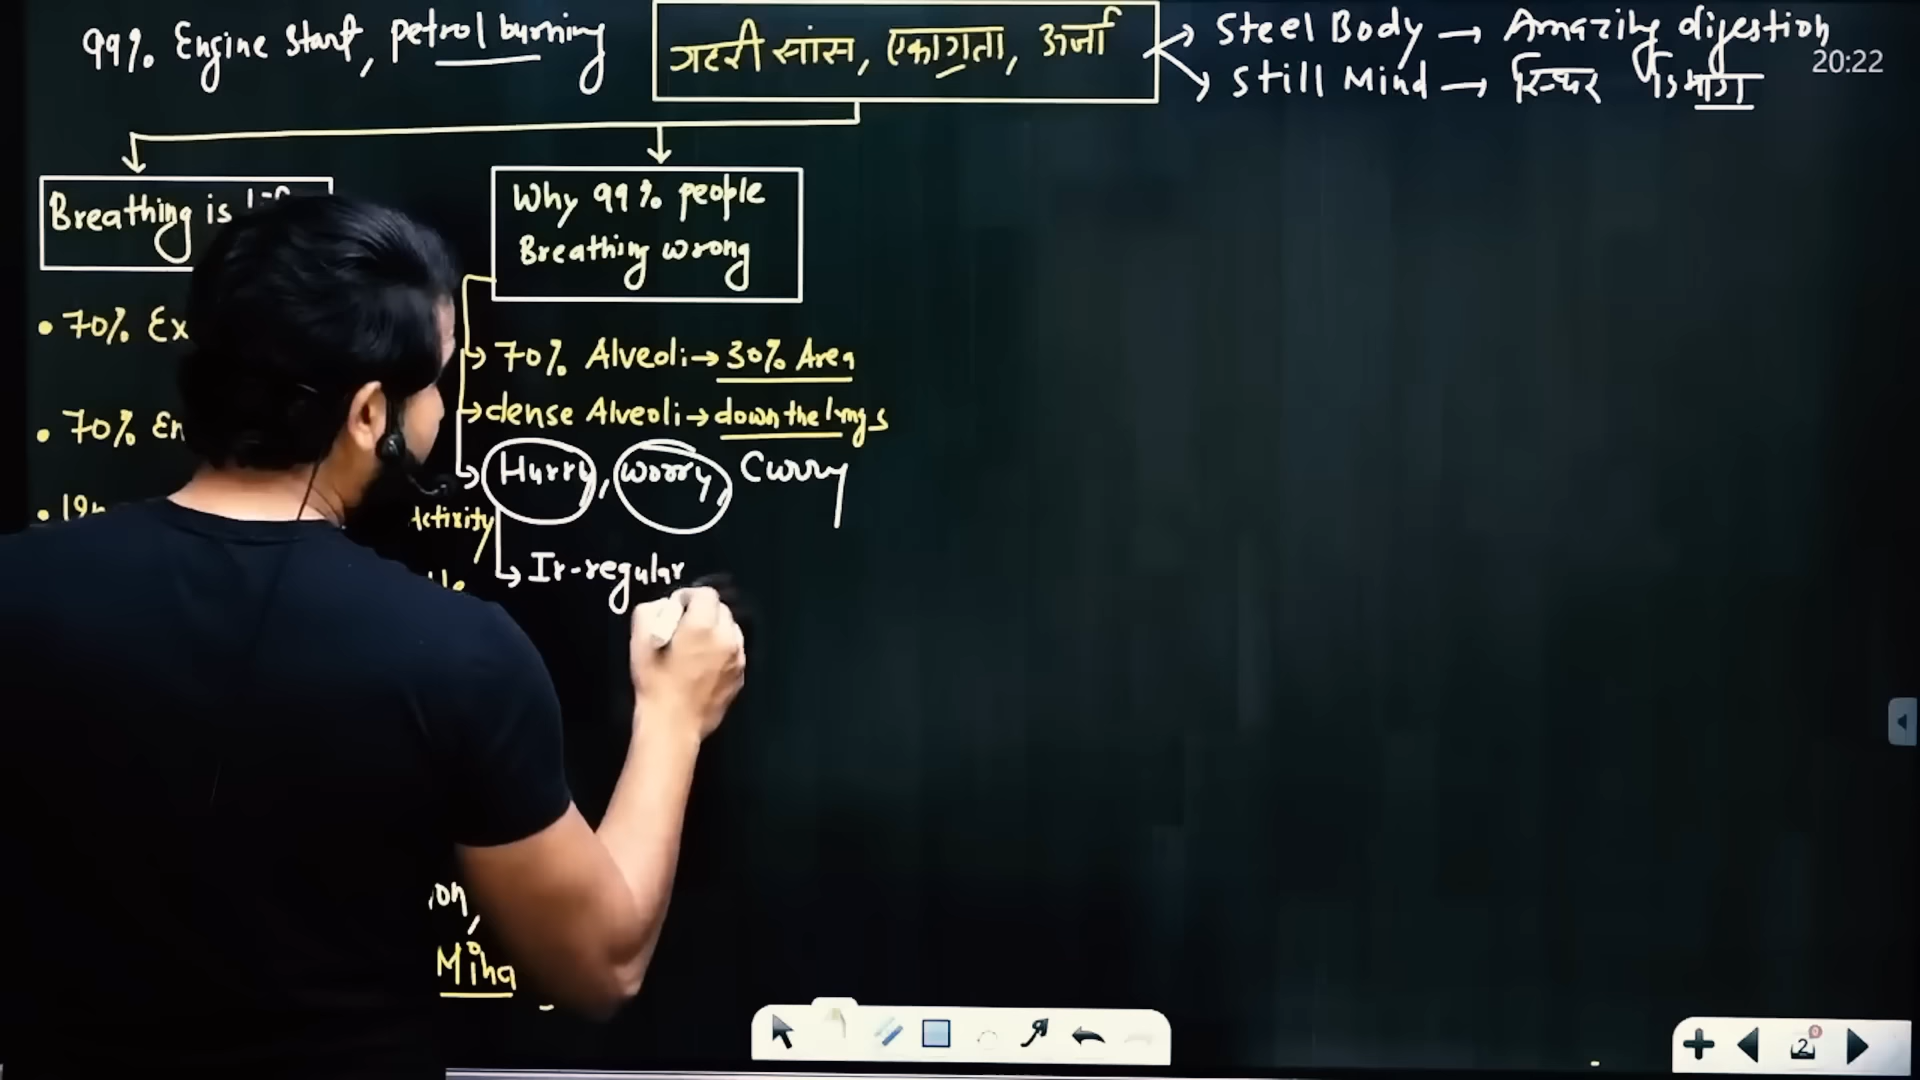 99% Engine start, petrol burning
गहरी सांस, एकाग्रता, ऊर्जा
Steel Body → Amazing digestion
Still Mind → स्थिर दिमाग
20:22
Breathing is
Why 99% people
Breathing wrong
• 70% Ex
• 70% En
70% Alveoli → 30% Area
dense Alveoli → down the lungs
Hurry, Worry, Curry
Ir-regular
Mind
2